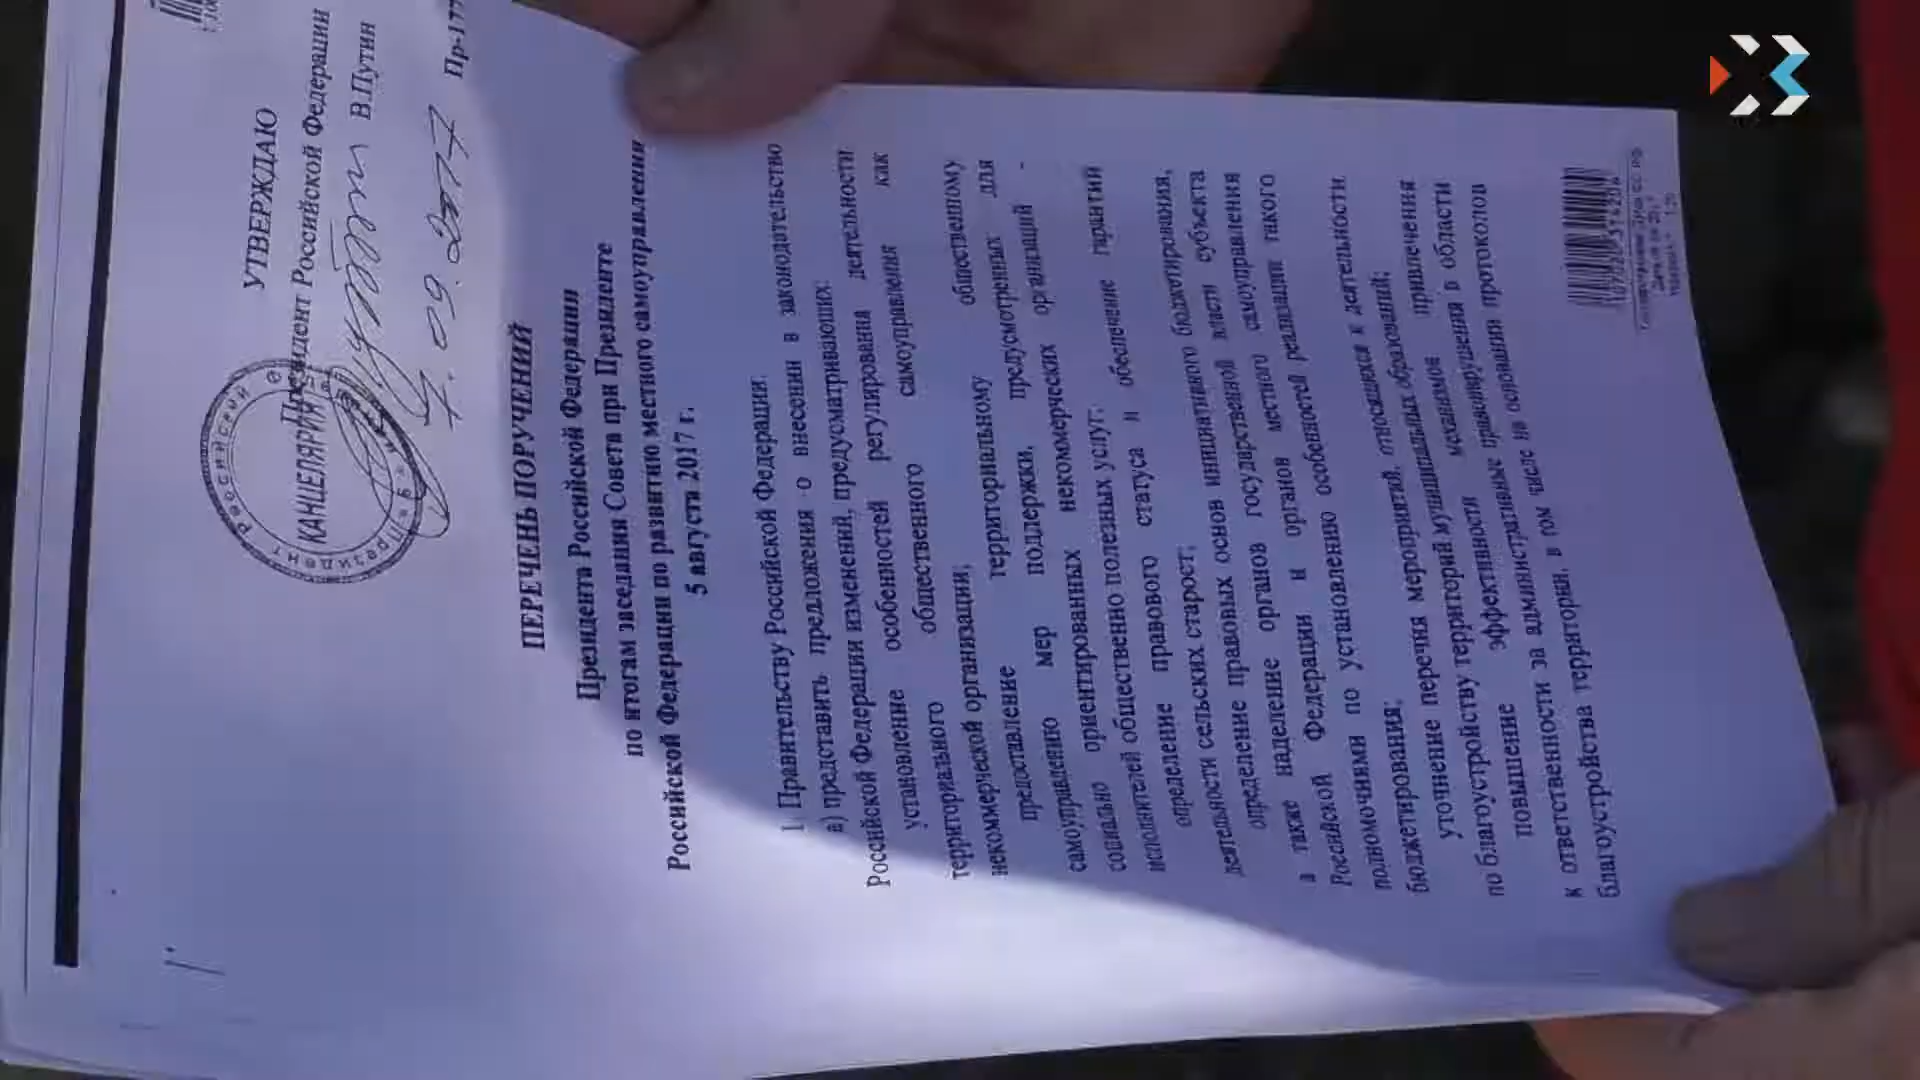 УТВЕРЖДАЮ
Президент Российской Федерации
В.Путин
7.09.2017
Пр-177
КАНЦЕЛЯРИЯ
ПЕРЕЧЕНЬ ПОРУЧЕНИЙ
Президента Российской Федерации
по итогам заседания Совета при Президенте
Российской Федерации по развитию местного самоуправления
5 августа 2017 г.
1. Правительству Российской Федерации:
а) представить предложения о внесении в законодательство
Российской Федерации изменений, предусматривающих:
установление особенностей регулирования деятельности
территориального общественного самоуправления как
некоммерческой организации;
предоставление территориальному общественному
самоуправлению мер поддержки, предусмотренных для
социально ориентированных некоммерческих организаций -
исполнителей общественно полезных услуг;
определение правового статуса и обеспечение гарантий
деятельности сельских старост;
определение правовых основ инициативного бюджетирования,
а также наделение органов государственной власти субъекта
Российской Федерации и органов местного самоуправления
полномочиями по установлению особенностей реализации такого
бюджетирования;
уточнение перечня мероприятий, относящихся к деятельности
по благоустройству территорий муниципальных образований;
повышение эффективности механизмов привлечения
к ответственности за административные правонарушения в области
благоустройства территории, в том числе на основании протоколов